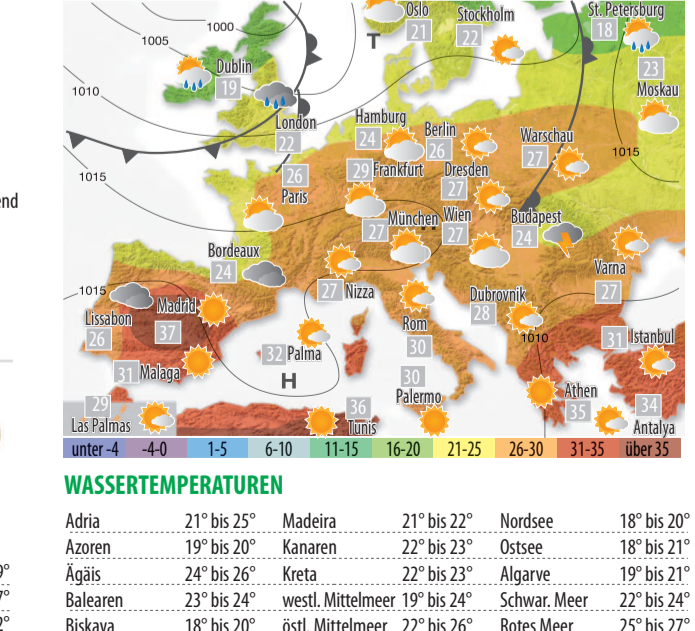 Oslo
21
Stockholm
22
St. Petersburg
18
1000
1005
T
Dublin
19
23
Moskau
1010
London
22
Hamburg
24
Berlin
26
Warschau
27
1015
1015
26
Paris
29 Frankfurt
Dresden
27
end
München
27
Wien
27
Budapest
24
Bordeaux
24
Varna
27
27 Nizza
1015
Lissabon
26
Madrid
37
Dubrovnik
28
Rom
30
1010
31 Istanbul
32 Palma
31 Malaga
H
30
Palermo
Athen
35
29
Las Palmas
36
Tunis
34
Antalya
unter -4 -4-0 1-5 6-10 11-15 16-20 21-25 26-30 31-35 über 35
WASSERTEMPERATUREN
Adria 21° bis 25° Madeira 21° bis 22° Nordsee 18° bis 20°
Azoren 19° bis 20° Kanaren 22° bis 23° Ostsee 18° bis 21°
Ägäis 24° bis 26° Kreta 22° bis 23° Algarve 19° bis 21°
Balearen 23° bis 24° westl. Mittelmeer 19° bis 24° Schwar. Meer 22° bis 24°
Biskaya 18° bis 20° östl. Mittelmeer 22° bis 26° Rotes Meer 25° bis 27°
9°
7°
2°